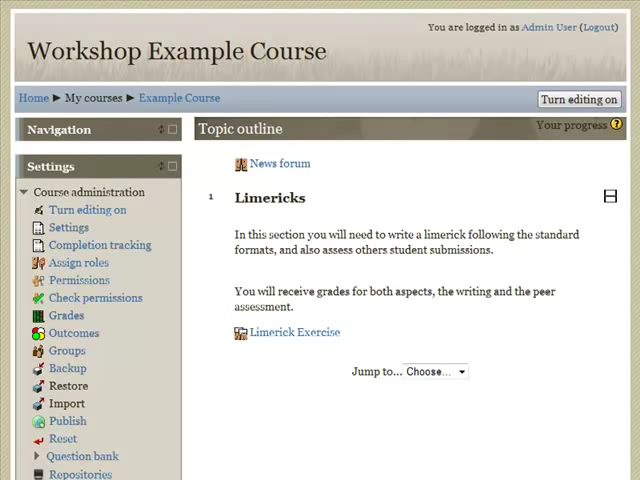 You are logged in as Admin User (Logout)
Workshop Example Course
Home ► My courses ► Example Course
Turn editing on
Navigation
Topic outline
Your progress
Settings
News forum
Course administration
1 Limericks
Turn editing on
Settings
In this section you will need to write a limerick following the standard
formats, and also assess others student submissions.
Completion tracking
Assign roles
Permissions
You will receive grades for both aspects, the writing and the peer
assessment.
Check permissions
Grades
Outcomes
Limerick Exercise
Groups
Jump to... Choose...
Backup
Restore
Import
Publish
Reset
Question bank
Repositories